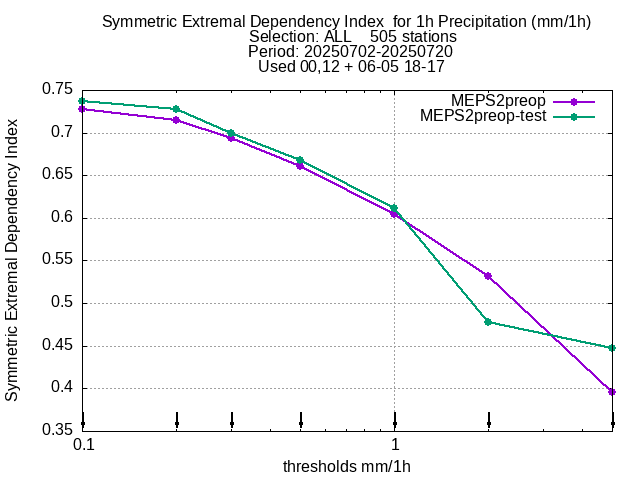 Symmetric Extremal Dependency Index  for 1h Precipitation (mm/1h)
Selection: ALL    505 stations
Period: 20250702-20250720
Used 00,12 + 06-05 18-17
MEPS2preop
MEPS2preop-test
Symmetric Extremal Dependency Index
0.75
0.7
0.65
0.6
0.55
0.5
0.45
0.4
0.35
0.1
1
thresholds mm/1h